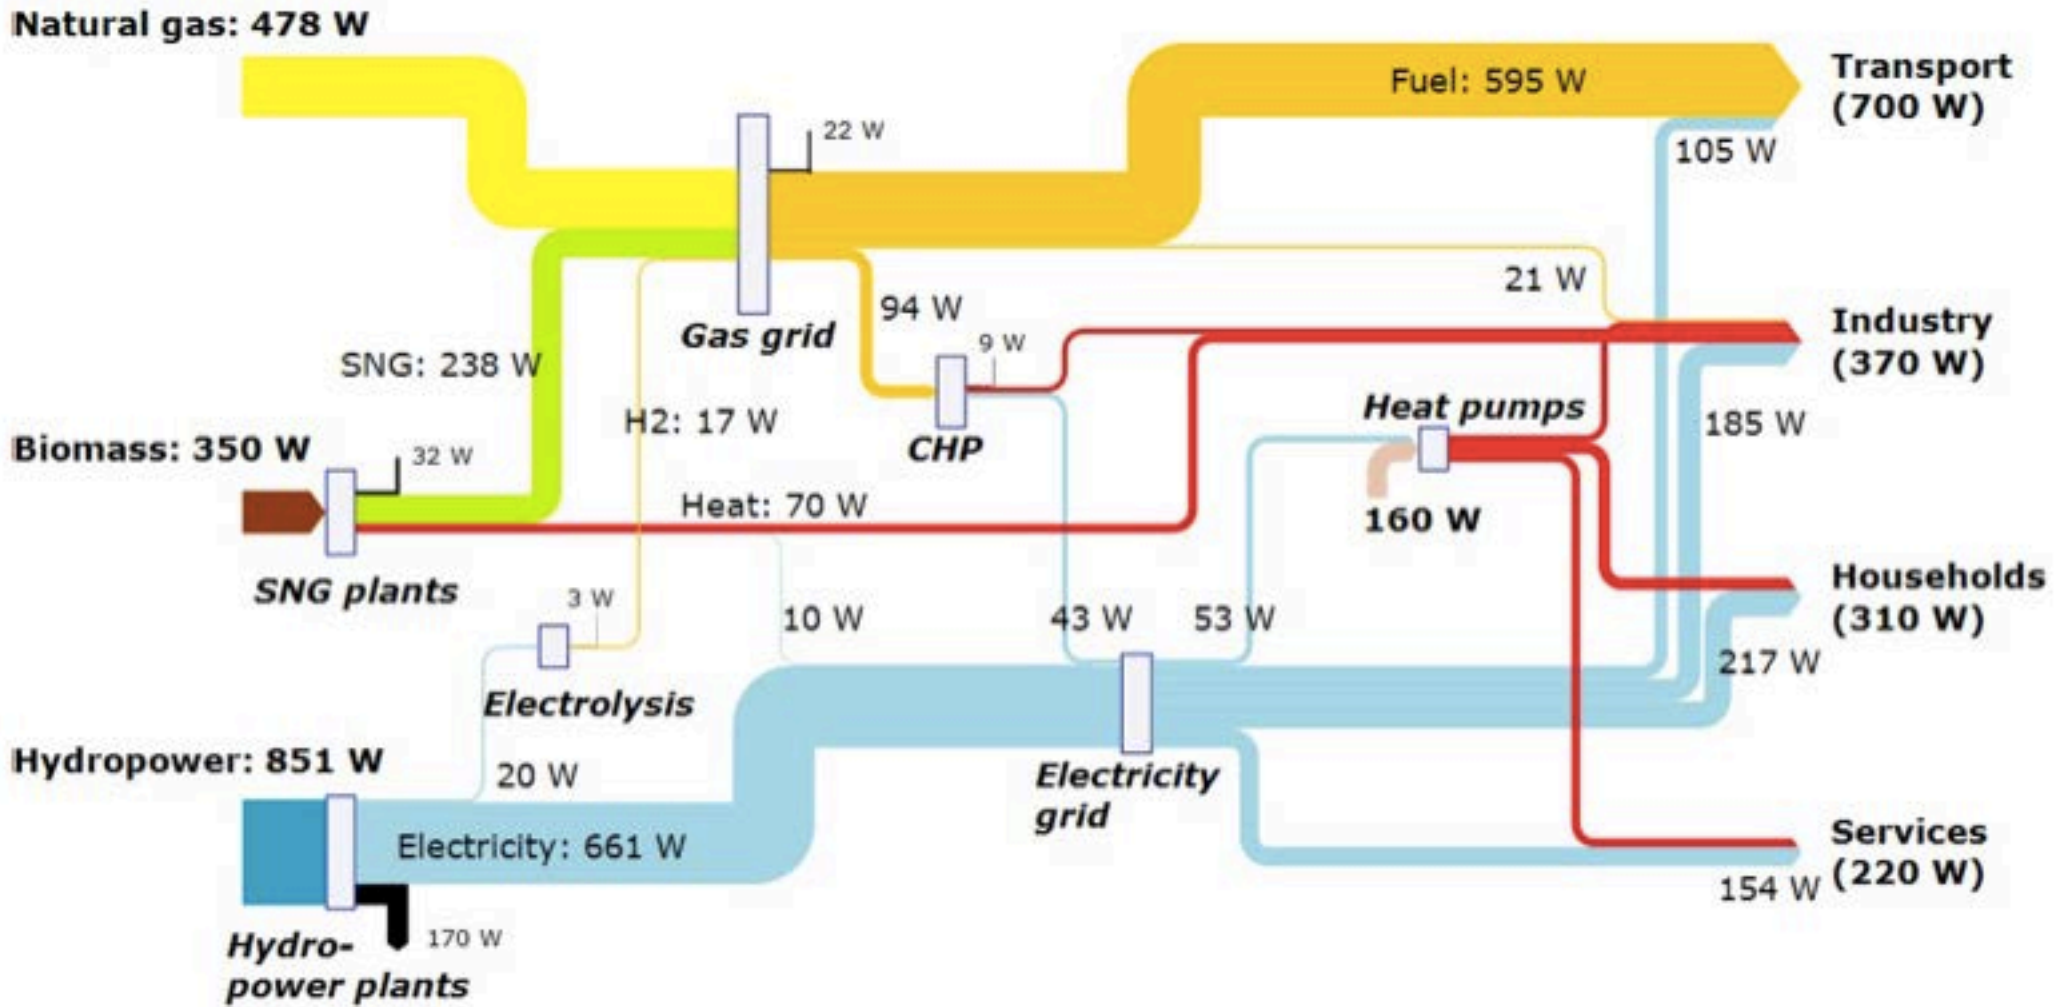 Natural gas: 478 W
Fuel: 595 W
Transport
(700 W)
22 W
105 W
21 W
94 W
Gas grid
9 W
Industry
(370 W)
SNG: 238 W
H2: 17 W
CHP
Heat pumps
185 W
Biomass: 350 W
32 W
Heat: 70 W
160 W
SNG plants
3 W
10 W
43 W
53 W
Households
(310 W)
217 W
Electrolysis
Hydropower: 851 W
20 W
Electricity
grid
Electricity: 661 W
Services
(220 W)
154 W
170 W
Hydro-
power plants